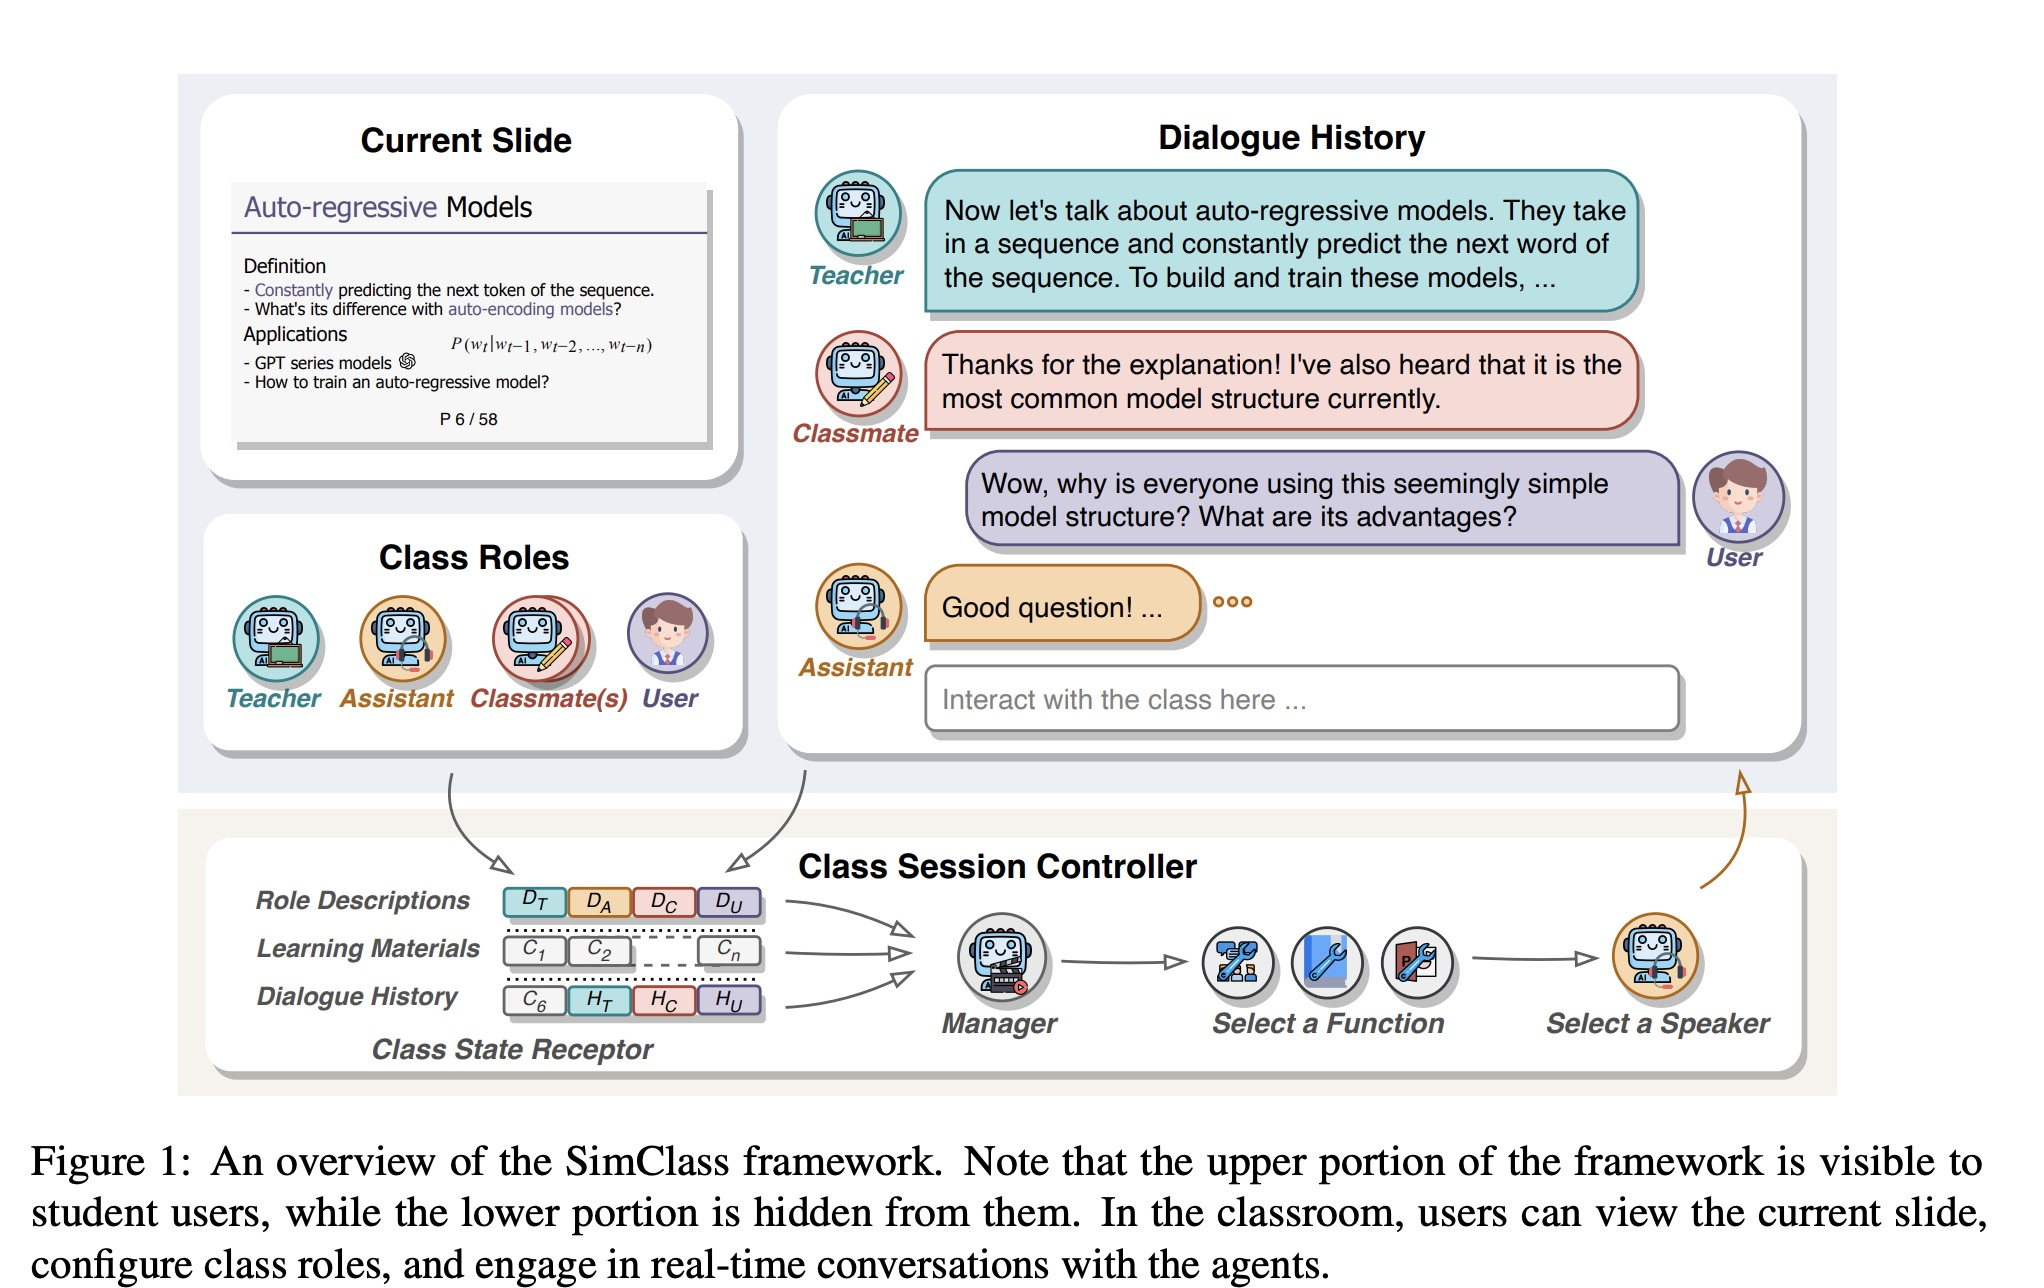 Current Slide
Auto-regressive Models
Definition
- Constantly predicting the next token of the sequence.
- What's its difference with auto-encoding models?
Applications
P(wt|wt−1, wt−2, ..., wt−n)
- GPT series models
- How to train an auto-regressive model?
P 6 / 58
Class Roles
Teacher Assistant Classmate(s) User
Dialogue History
Now let's talk about auto-regressive models. They take
in a sequence and constantly predict the next word of
the sequence. To build and train these models, ...
Teacher
Thanks for the explanation! I've also heard that it is the
most common model structure currently.
Classmate
Wow, why is everyone using this seemingly simple
model structure? What are its advantages?
User
Good question! ...
Assistant
Interact with the class here ...
Class Session Controller
Role Descriptions DT DA DC DU
Learning Materials C1 C2 Cn
Dialogue History C6 HT HC HU
Class State Receptor
Manager
Select a Function
Select a Speaker
Figure 1: An overview of the SimClass framework. Note that the upper portion of the framework is visible to
student users, while the lower portion is hidden from them. In the classroom, users can view the current slide,
configure class roles, and engage in real-time conversations with the agents.